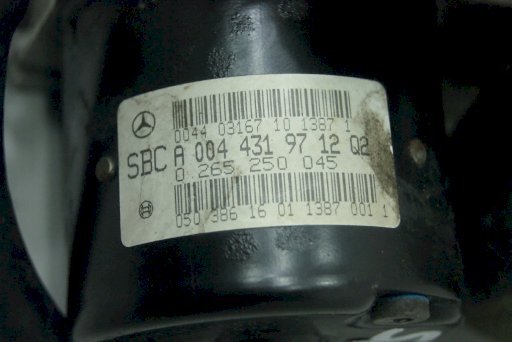 0044 03167 10 1387 1
SBC A 004 431 97 12 Q2
0 265 250 045
050 386 16 01 1387 001 1